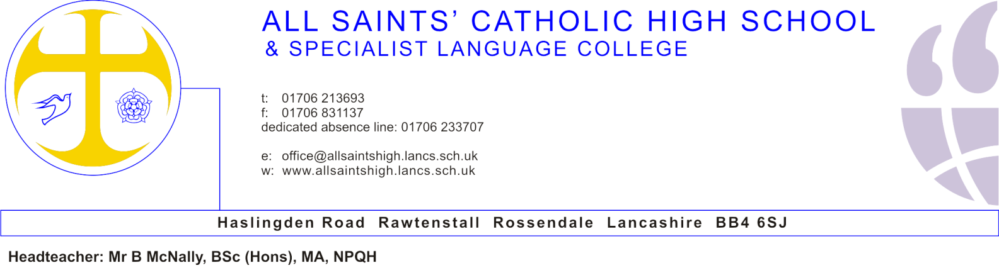 ALL SAINTS’ CATHOLIC HIGH SCHOOL
& SPECIALIST LANGUAGE COLLEGE
t: 01706 213693
f: 01706 831137
dedicated absence line: 01706 233707
e: office@allsaintshigh.lancs.sch.uk
w: www.allsaintshigh.lancs.sch.uk
Haslingden Road Rawtenstall Rossendale Lancashire BB4 6SJ
Headteacher: Mr B McNally, BSc (Hons), MA, NPQH